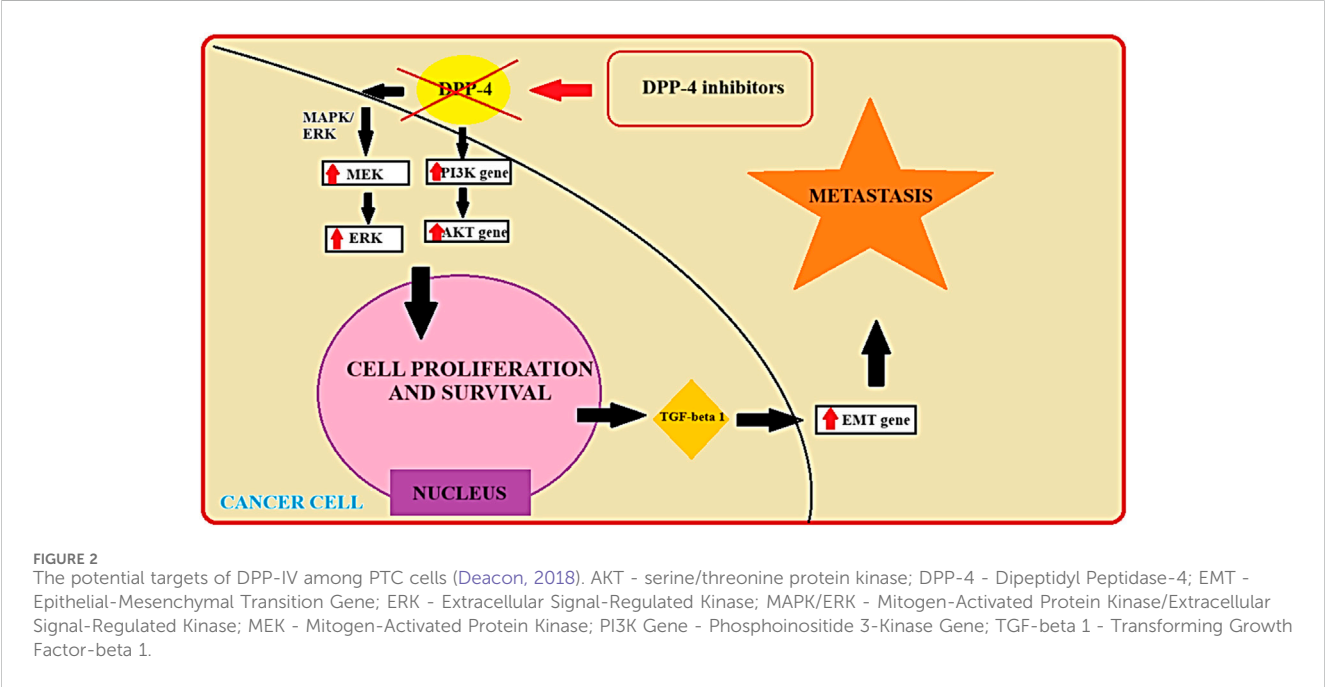 DPP-4
DPP-4 inhibitors
MAPK/
ERK
MEK
PI3K gene
ERK
AKT gene
METASTASIS
CELL PROLIFERATION
AND SURVIVAL
TGF-beta 1
EMT gene
NUCLEUS
CANCER CELL
FIGURE 2
The potential targets of DPP-IV among PTC cells (Deacon, 2018). AKT - serine/threonine protein kinase; DPP-4 - Dipeptidyl Peptidase-4; EMT -
Epithelial-Mesenchymal Transition Gene; ERK - Extracellular Signal-Regulated Kinase; MAPK/ERK - Mitogen-Activated Protein Kinase/Extracellular
Signal-Regulated Kinase; MEK - Mitogen-Activated Protein Kinase; PI3K Gene - Phosphoinositide 3-Kinase Gene; TGF-beta 1 - Transforming Growth
Factor-beta 1.